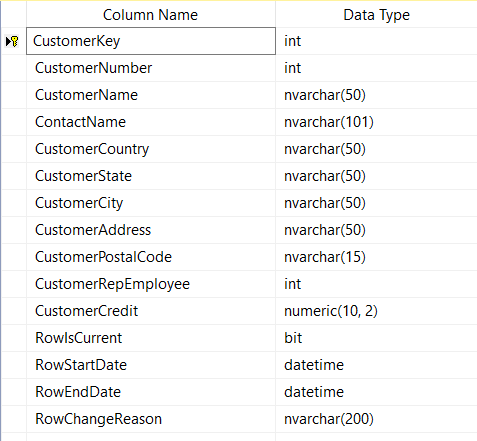 Column Name Data Type
CustomerKey int
CustomerNumber int
CustomerName nvarchar(50)
ContactName nvarchar(101)
CustomerCountry nvarchar(50)
CustomerState nvarchar(50)
CustomerCity nvarchar(50)
CustomerAddress nvarchar(50)
CustomerPostalCode nvarchar(15)
CustomerRepEmployee int
CustomerCredit numeric(10, 2)
RowIsCurrent bit
RowStartDate datetime
RowEndDate datetime
RowChangeReason nvarchar(200)